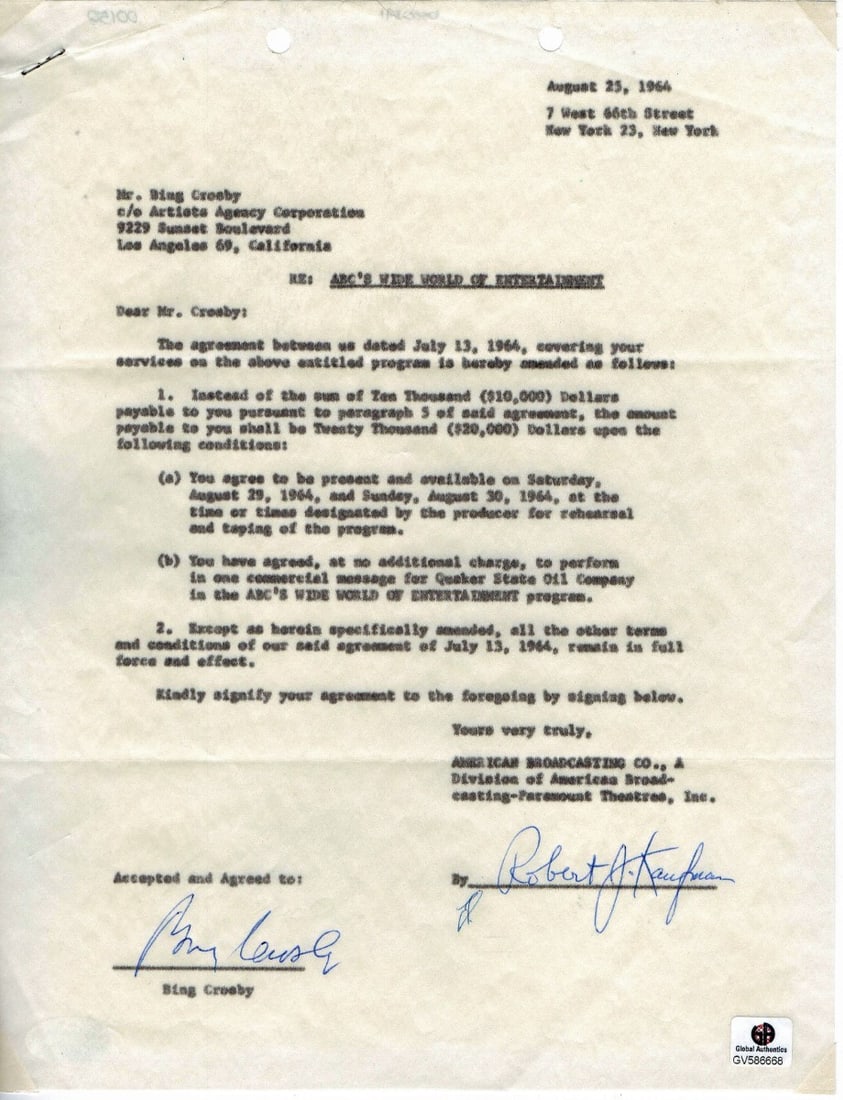 00150
August 25, 1964
7 West 66th Street
New York 23, New York
Mr. Bing Crosby
c/o Artists Agency Corporation
9229 Sunset Boulevard
Los Angeles 69, California
RE: ABC'S WIDE WORLD OF ENTERTAINMENT
Dear Mr. Crosby:
The agreement between us dated July 13, 1964, covering your
services on the above entitled program is hereby amended as follows:
1. Instead of the sum of Ten Thousand ($10,000) Dollars
payable to you pursuant to paragraph 5 of said agreement, the amount
payable to you shall be Twenty Thousand ($20,000) Dollars upon the
following conditions:
(a) You agree to be present and available on Saturday,
August 29, 1964, and Sunday, August 30, 1964, at the
time or times designated by the producer for rehearsal
and taping of the program.
(b) You have agreed, at no additional charge, to perform
in one commercial message for Quaker State Oil Company
in the ABC'S WIDE WORLD OF ENTERTAINMENT program.
2. Except as herein specifically amended, all the other terms
and conditions of our said agreement of July 13, 1964, remain in full
force and effect.
Kindly signify your agreement to the foregoing by signing below.
Yours very truly,
AMERICAN BROADCASTING CO., A
Division of American Broad-
casting-Paramount Theatres, Inc.
Accepted and Agreed to:
By Robert J. Kaufman
Bing Crosby
Bing Crosby
Global Authentics
GV586668